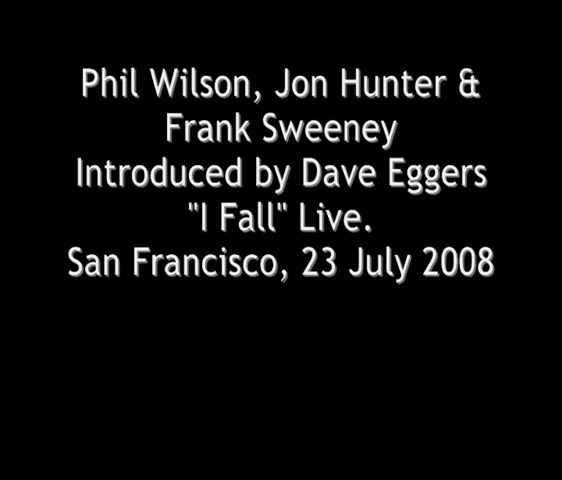 Phil Wilson, Jon Hunter &
Frank Sweeney
Introduced by Dave Eggers
"I Fall" Live.
San Francisco, 23 July 2008